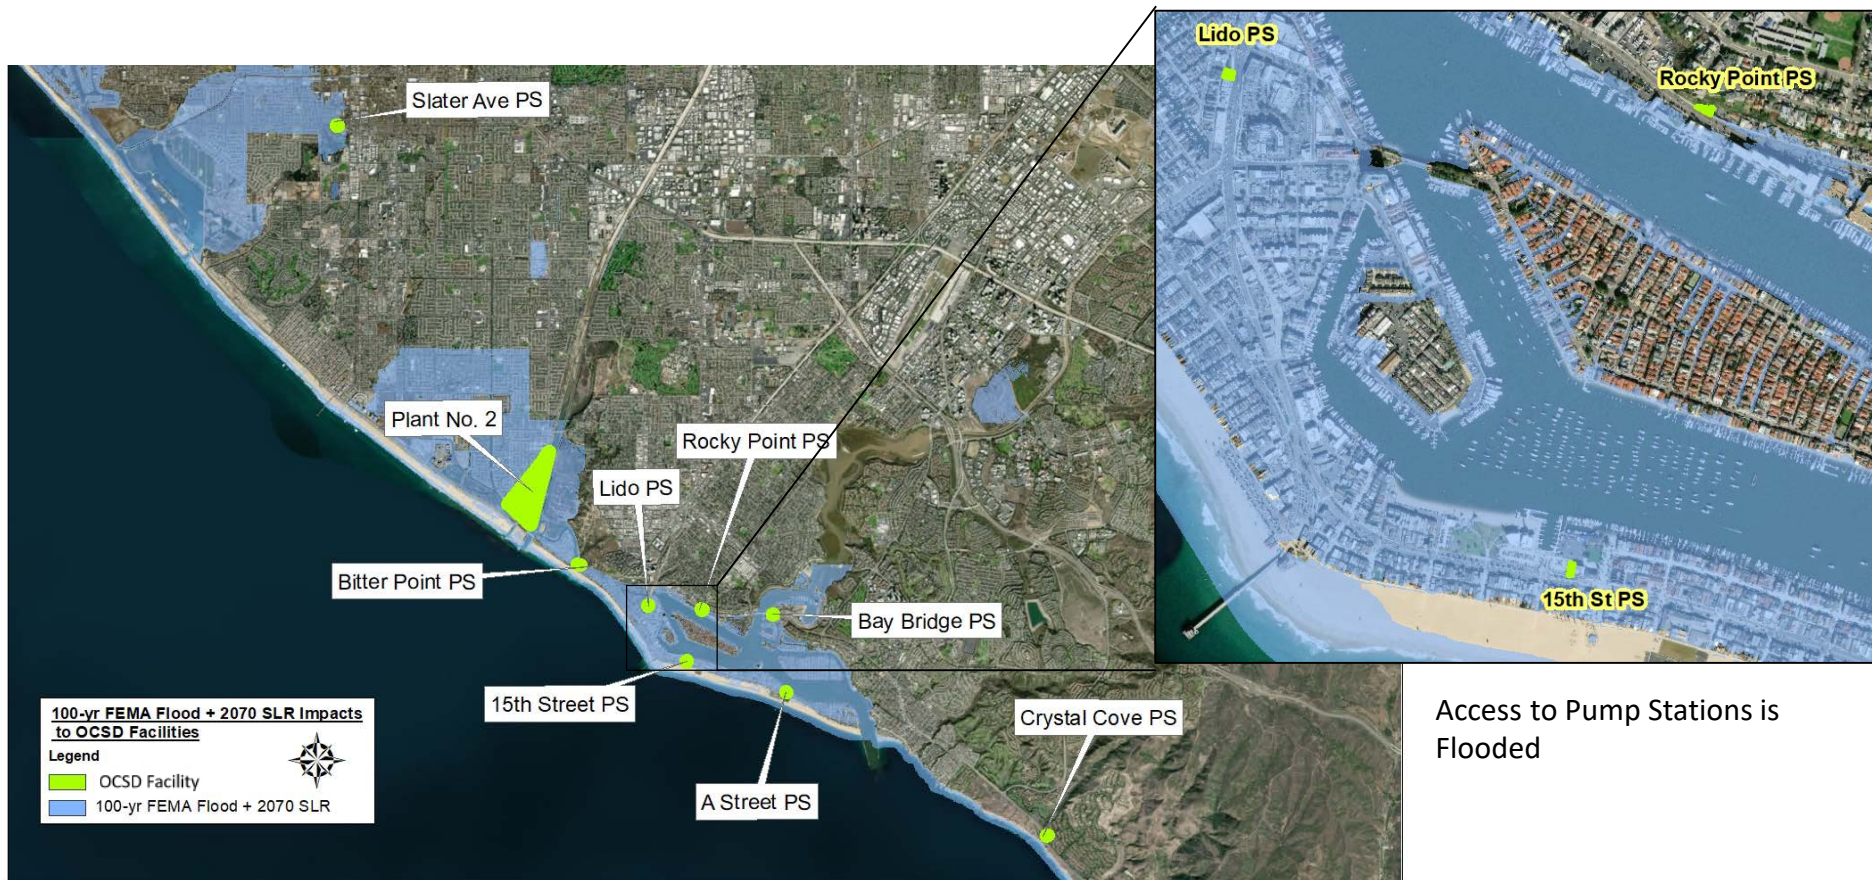 Slater Ave PS
Plant No. 2
Rocky Point PS
Lido PS
Bitter Point PS
Bay Bridge PS
15th Street PS
A Street PS
Crystal Cove PS
100-yr FEMA Flood + 2070 SLR Impacts
to OCSD Facilities
Legend
OCSD Facility
100-yr FEMA Flood + 2070 SLR
Lido PS
Rocky Point PS
15th St PS
Access to Pump Stations is
Flooded